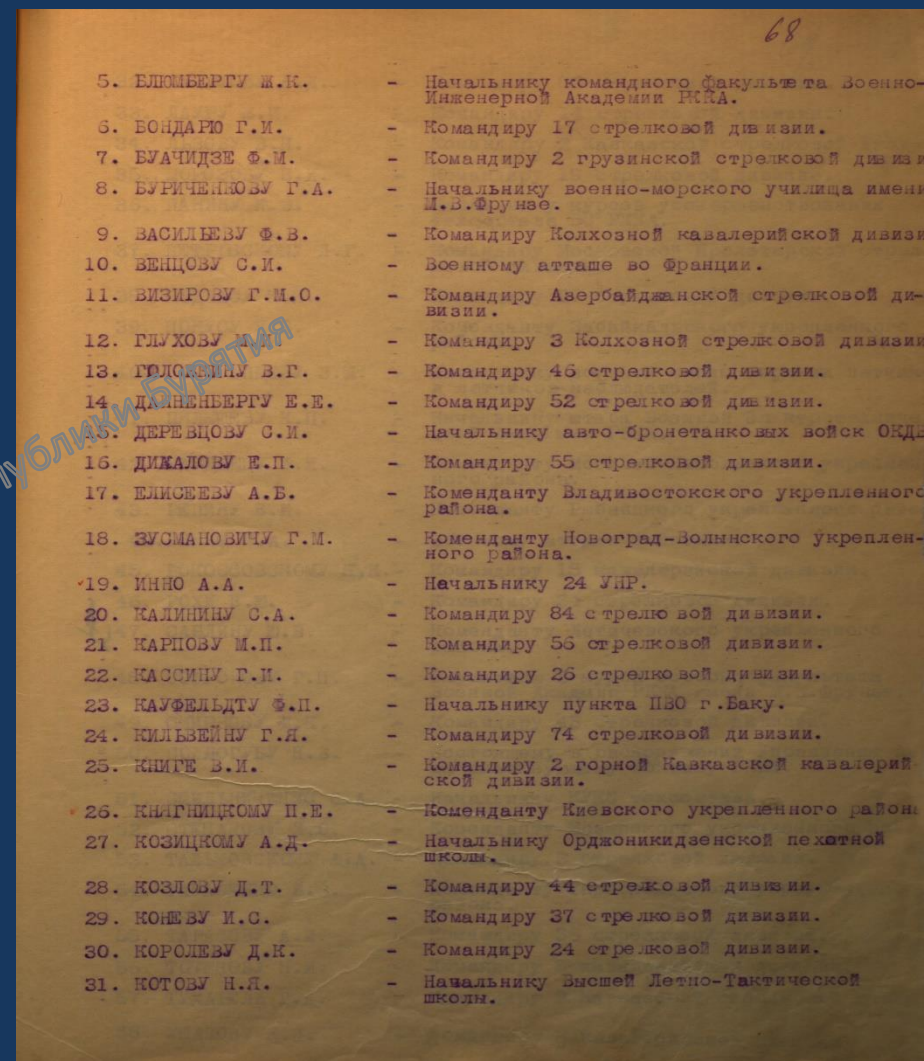 68
5. БЛЮМБЕРГУ Ж.К. - Начальнику командного факультета Военно-
Инженерной Академии РККА.
6. БОНДАРЮ Г.И. - Командиру 17 стрелковой дивизии.
7. БУАЧИДЗЕ Ф.М. - Командиру 2 грузинской стрелковой дивизи
8. БУРИЧЕНКОВУ Г.А. - Начальнику военно-морского училища имени
М.В.Фрунзе.
9. ВАСИЛЬЕВУ Ф.В. - Командиру Колхозной кавалерийской дивизи
10. ВЕНЦОВУ С.И. - Военному атташе во Франции.
11. ВИЗИРОВУ Г.М.О. - Командиру Азербайджанской стрелковой ди-
визии.
12. ГЛУХОВУ - Командиру 3 Колхозной стрелковой дивизии
13. ГОЛОВКИНУ В.Г. - Командиру 46 стрелковой дивизии.
14. ДАННЕНБЕРГУ Е.Е. - Командиру 52 стрелковой дивизии.
15. ДЕРЕВЦОВУ С.И. - Начальнику авто-бронетанковых войск ОКДВ
16. ДИКАЛОВУ Е.П. - Командиру 55 стрелковой дивизии.
17. ЕЛИСЕЕВУ А.Б. - Коменданту Владивостокского укрепленного
района.
18. ЗУСМАНОВИЧУ Г.М. - Коменданту Новоград-Волынского укреплен-
ного района.
19. ИННО А.А. - Начальнику 24 УНР.
20. КАЛИНИНУ С.А. - Командиру 84 стрелковой дивизии.
21. КАРПОВУ М.П. - Командиру 56 стрелковой дивизии.
22. КАССИНУ Г.И. - Командиру 26 стрелковой дивизии.
23. КАУФЕЛЬДТУ Ф.П. - Начальнику пункта ПВО г.Баку.
24. КИЛЬВЕЙНУ Г.Я. - Командиру 74 стрелковой дивизии.
25. КНИГЕ В.И. - Командиру 2 горной Кавказской кавалерий
ской дивизии.
26. КНЯГНИЦКОМУ П.Е. - Коменданту Киевского укрепленного района
27. КОЗИЦКОМУ А.Д. - Начальнику Орджоникидзенской пехотной
школы.
28. КОЗЛОВУ Д.Т. - Командиру 44 стрелковой дивизии.
29. КОНЕВУ И.С. - Командиру 37 стрелковой дивизии.
30. КОРОЛЕВУ Д.К. - Командиру 24 стрелковой дивизии.
31. КОТОВУ Н.Я. - Начальнику Высшей Летно-Тактической
школы.
публики Бурятия